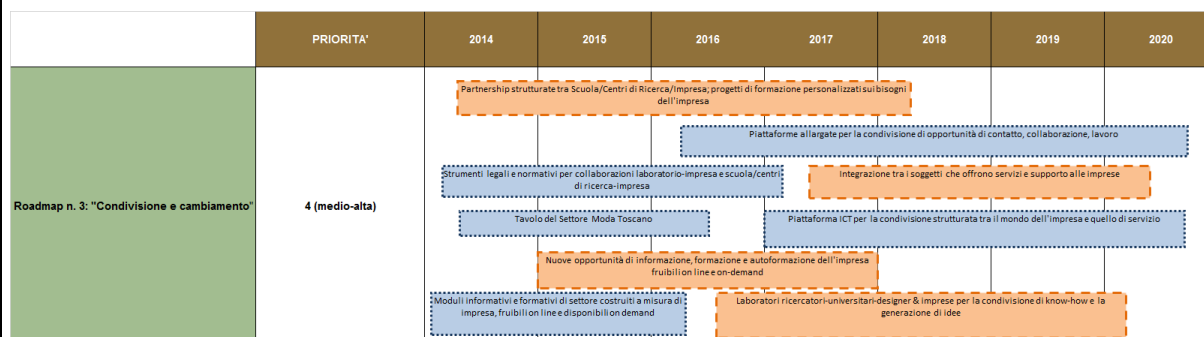 PRIORITA' 2014 2015 2016 2017 2018 2019 2020
Roadmap n. 3: "Condivisione e cambiamento"
4 (medio-alta)
Partnership strutturate tra Scuola/Centri di Ricerca/Impresa; progetti di formazione personalizzati sui bisogni
dell'impresa
Piattaforme allargate per la condivisione di opportunità di contatto, collaborazione, lavoro
Strumenti legali e normativi per collaborazioni laboratorio-impresa e scuola/centri
di ricerca-impresa
Integrazione tra i soggetti che offrono servizi e supporto alle imprese
Tavolo del Settore Moda Toscano
Piattaforma ICT per la condivisione strutturata tra il mondo dell'impresa e quello di servizio
Nuove opportunità di informazione, formazione e autoformazione dell'impresa
fruibili on line e on-demand
Moduli informativi e formativi di settore costruiti a misura di
impresa, fruibili on line e disponibili on demand
Laboratori ricercatori-universitari-designer & imprese per la condivisione di know-how e la
generazione di idee